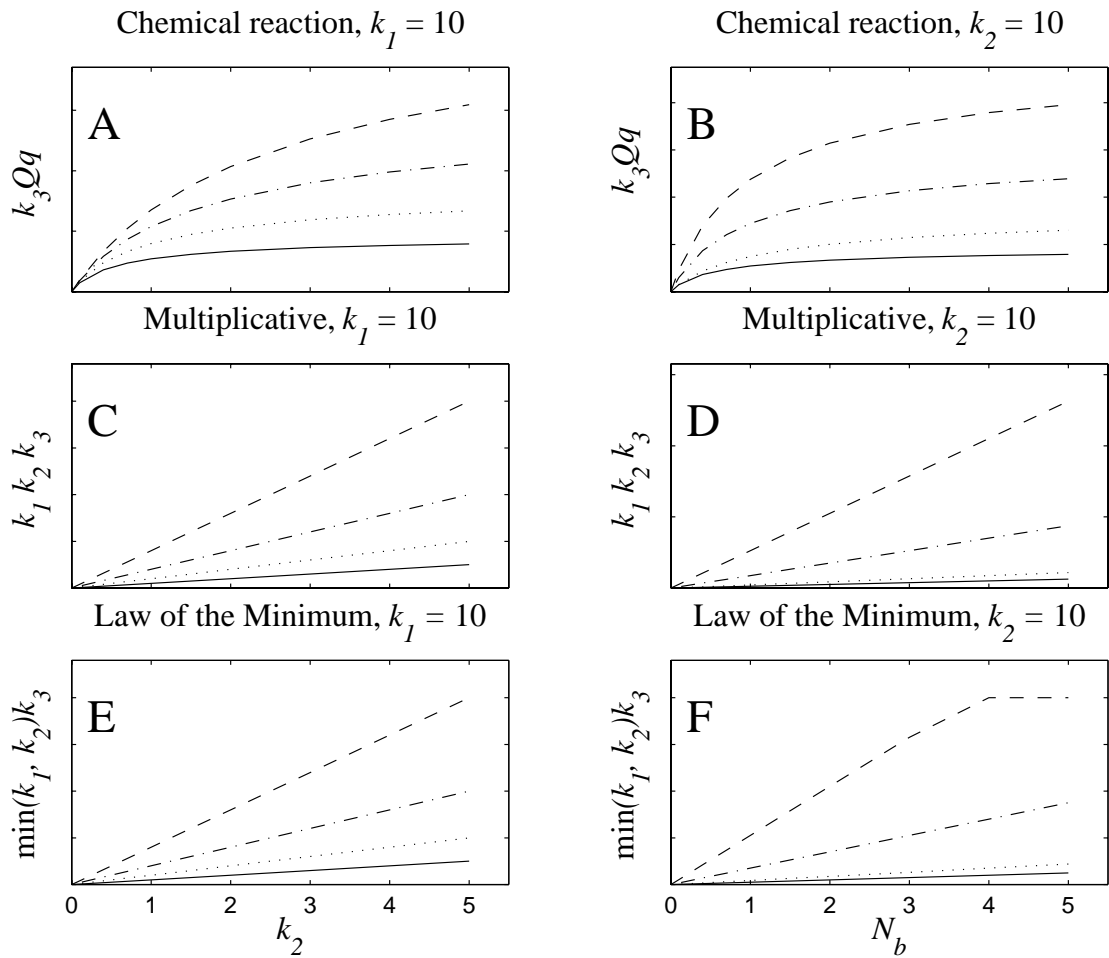 Chemical reaction, k₁ = 10
k₃Qq
A
Chemical reaction, k₂ = 10
k₃Qq
B
Multiplicative, k₁ = 10
k₁ k₂ k₃
C
Multiplicative, k₂ = 10
k₁ k₂ k₃
D
Law of the Minimum, k₁ = 10
min(k₁, k₂)k₃
E
0 1 2 3 4 5
k₂
Law of the Minimum, k₂ = 10
min(k₁, k₂)k₃
F
0 1 2 3 4 5
N_b